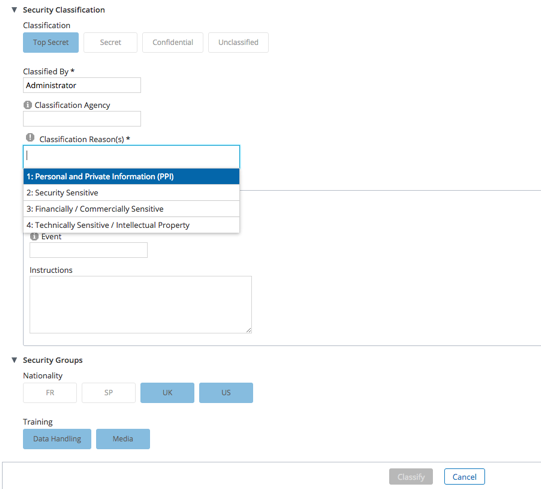 Security Classification
Classification
Top Secret Secret Confidential Unclassified
Classified By *
Administrator
Classification Agency
Classification Reason(s) *
1: Personal and Private Information (PPI)
2: Security Sensitive
3: Financially / Commercially Sensitive
4: Technically Sensitive / Intellectual Property
Event
Instructions
Security Groups
Nationality
FR SP UK US
Training
Data Handling Media
Classify Cancel